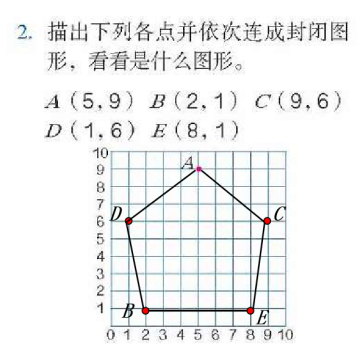 2. 描出下列各点并依次连成封闭图
形，看看是什么图形。
A(5,9) B(2,1) C(9,6)
D(1,6) E(8,1)
10
9
A
8
7
D
6
C
5
4
3
2
1
B
E
0 1 2 3 4 5 6 7 8 9 10